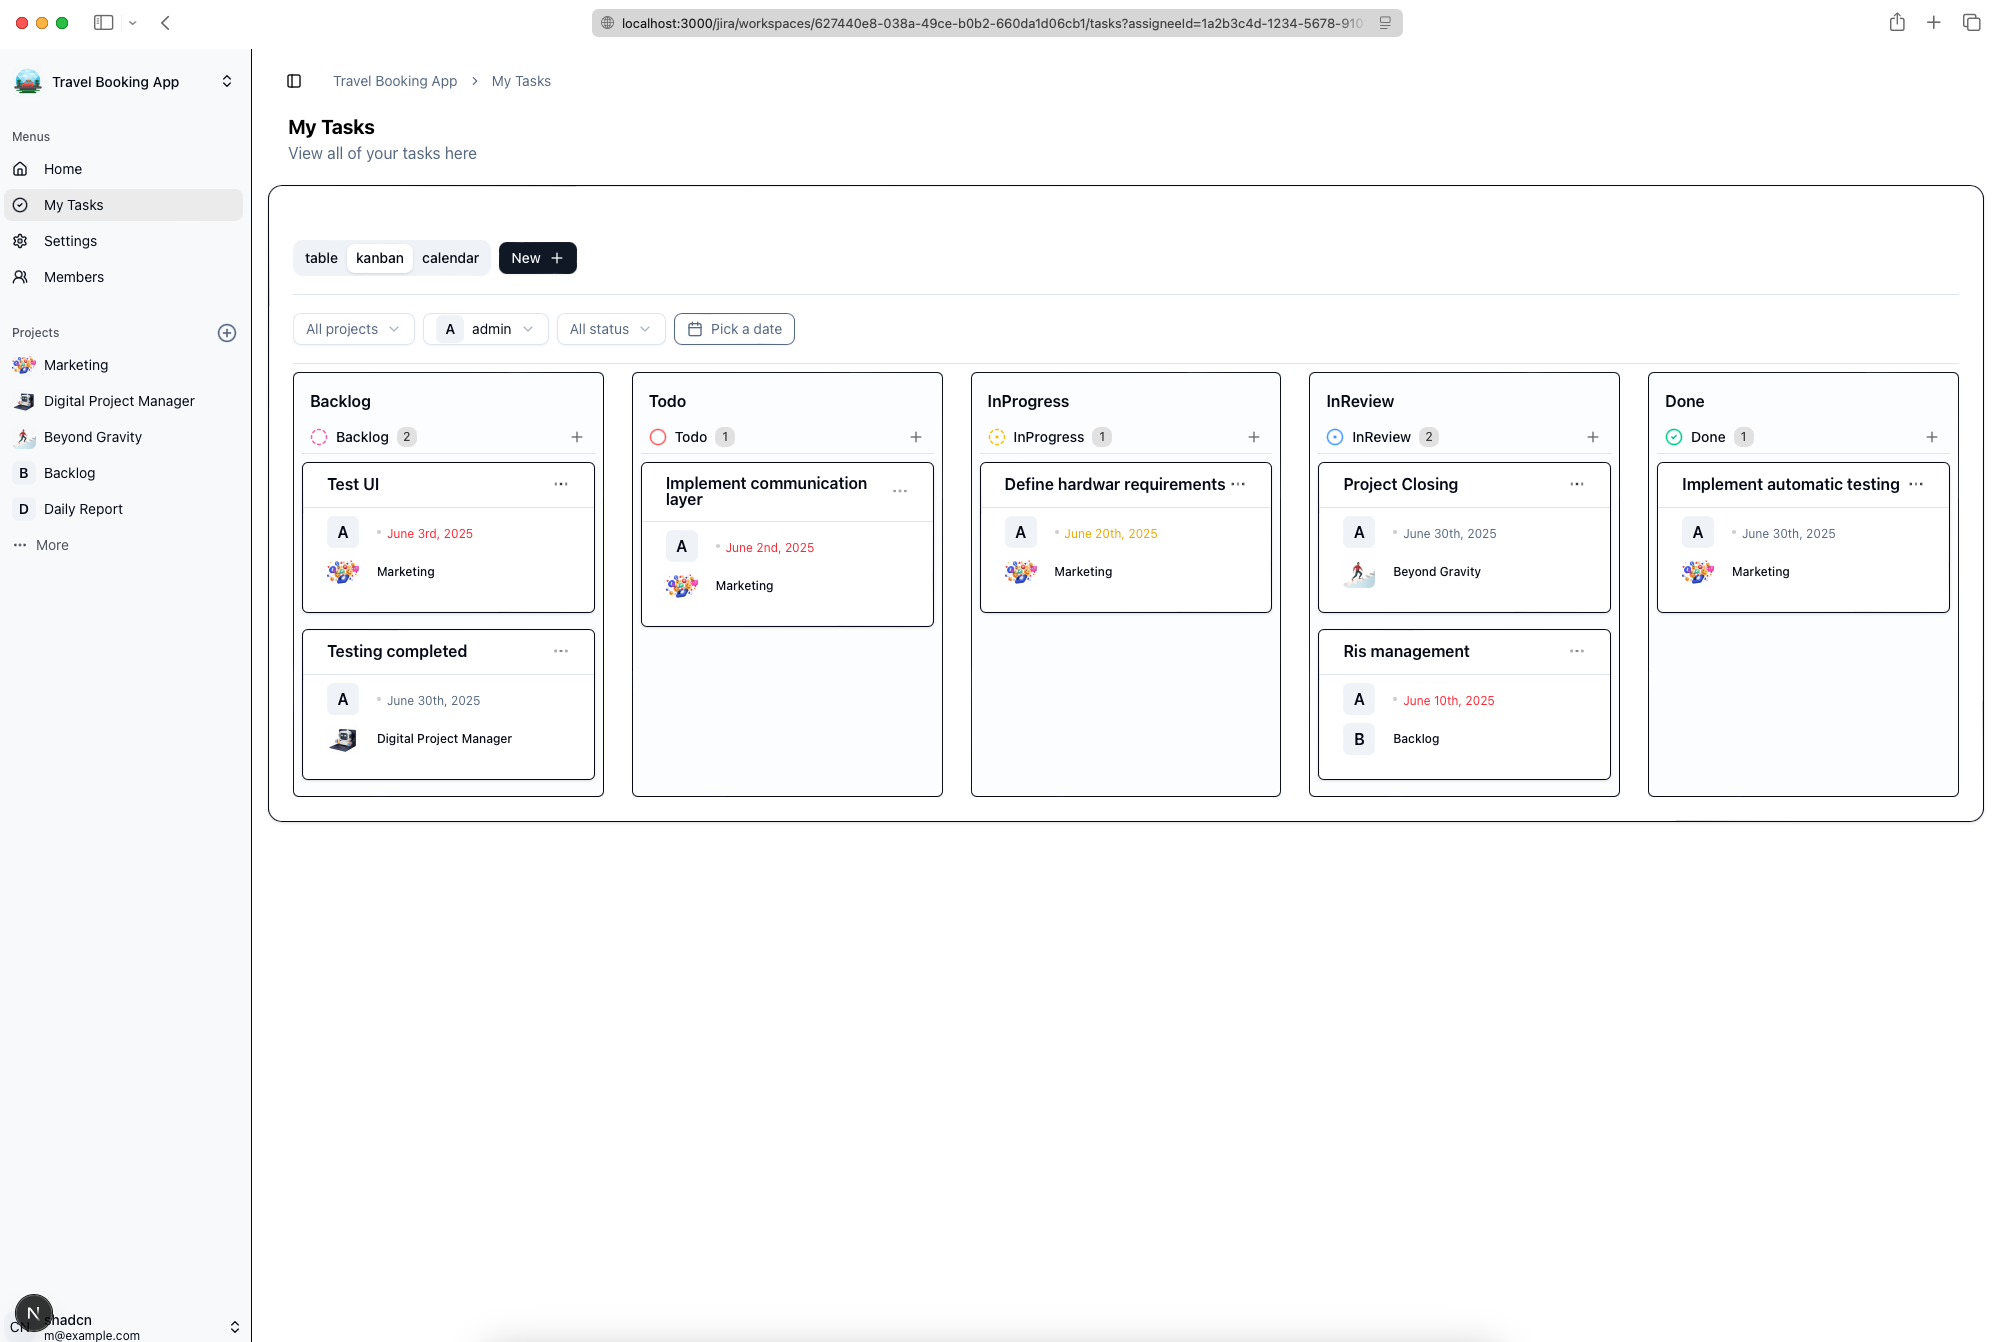 localhost:3000/jira/workspaces/627440e8-038a-49ce-b0b2-660da1d06cb1/tasks?assigneeId=1a2b3c4d-1234-5678-910
Travel Booking App
Menus
Home
My Tasks
Settings
Members
Projects
Marketing
Digital Project Manager
Beyond Gravity
B Backlog
D Daily Report
More
N
CN
shadcn
m@example.com
Travel Booking App > My Tasks
My Tasks
View all of your tasks here
table kanban calendar New +
All projects A admin All status Pick a date
Backlog
Backlog 2 +
Test UI ...
A • June 3rd, 2025
Marketing
Testing completed ...
A • June 30th, 2025
Digital Project Manager
Todo
Todo 1 +
Implement communication
layer ...
A • June 2nd, 2025
Marketing
InProgress
InProgress 1 +
Define hardwar requirements ...
A • June 20th, 2025
Marketing
InReview
InReview 2 +
Project Closing ...
A • June 30th, 2025
Beyond Gravity
Ris management ...
A • June 10th, 2025
B Backlog
Done
Done 1 +
Implement automatic testing ...
A • June 30th, 2025
Marketing